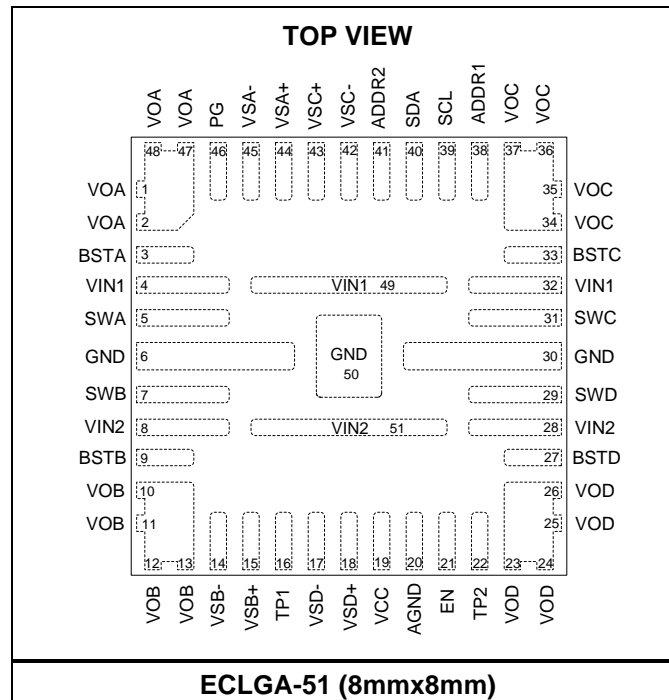 TOP VIEW
VOA VOA PG VSA- VSA+ VSC+ VSC- ADDR2 SDA SCL ADDR1 VOC VOC
48 47 46 45 44 43 42 41 40 39 38 37 36
VOA 1 35 VOC
VOA 2 34 VOC
BSTA 3 33 BSTC
VIN1 4 VIN1 49 32 VIN1
SWA 5 31 SWC
GND 6 GND 30 GND
50
SWB 7 29 SWD
VIN2 8 VIN2 51 28 VIN2
BSTB 9 27 BSTD
VOB 10 26 VOD
VOB 11 25 VOD
12 13 14 15 16 17 18 19 20 21 22 23 24
VOB VOB VSB- VSB+ TP1 VSD- VSD+ VCC AGND EN TP2 VOD VOD
ECLGA-51 (8mmx8mm)